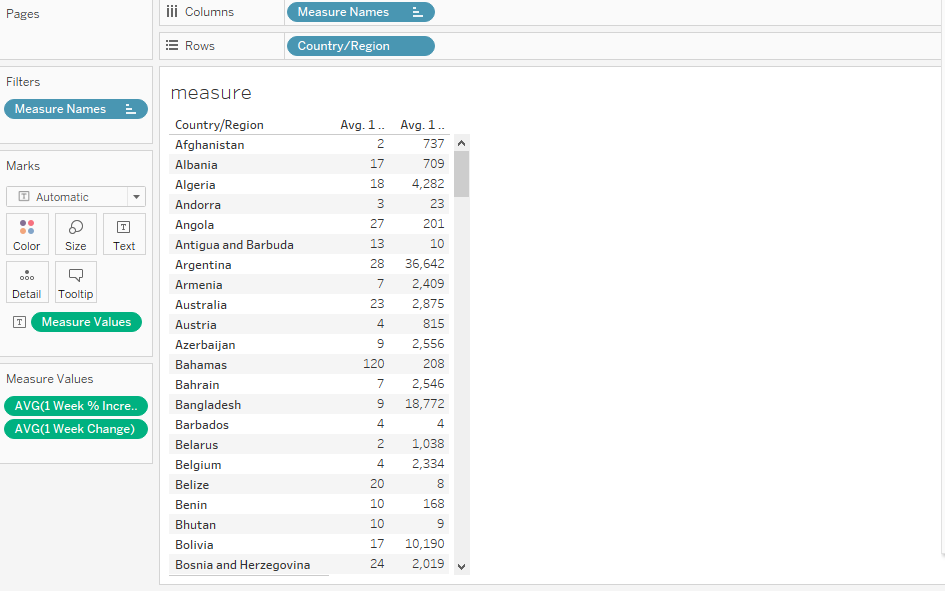 Pages
Columns
Measure Names
Rows
Country/Region
Filters
Measure Names
Marks
Automatic
Color Size Text
Detail Tooltip
Measure Values
Measure Values
AVG(1 Week % Incre..
AVG(1 Week Change)
measure
Country/Region Avg. 1 .. Avg. 1 ..
Afghanistan 2 737
Albania 17 709
Algeria 18 4,282
Andorra 3 23
Angola 27 201
Antigua and Barbuda 13 10
Argentina 28 36,642
Armenia 7 2,409
Australia 23 2,875
Austria 4 815
Azerbaijan 9 2,556
Bahamas 120 208
Bahrain 7 2,546
Bangladesh 9 18,772
Barbados 4 4
Belarus 2 1,038
Belgium 4 2,334
Belize 20 8
Benin 10 168
Bhutan 10 9
Bolivia 17 10,190
Bosnia and Herzegovina 24 2,019